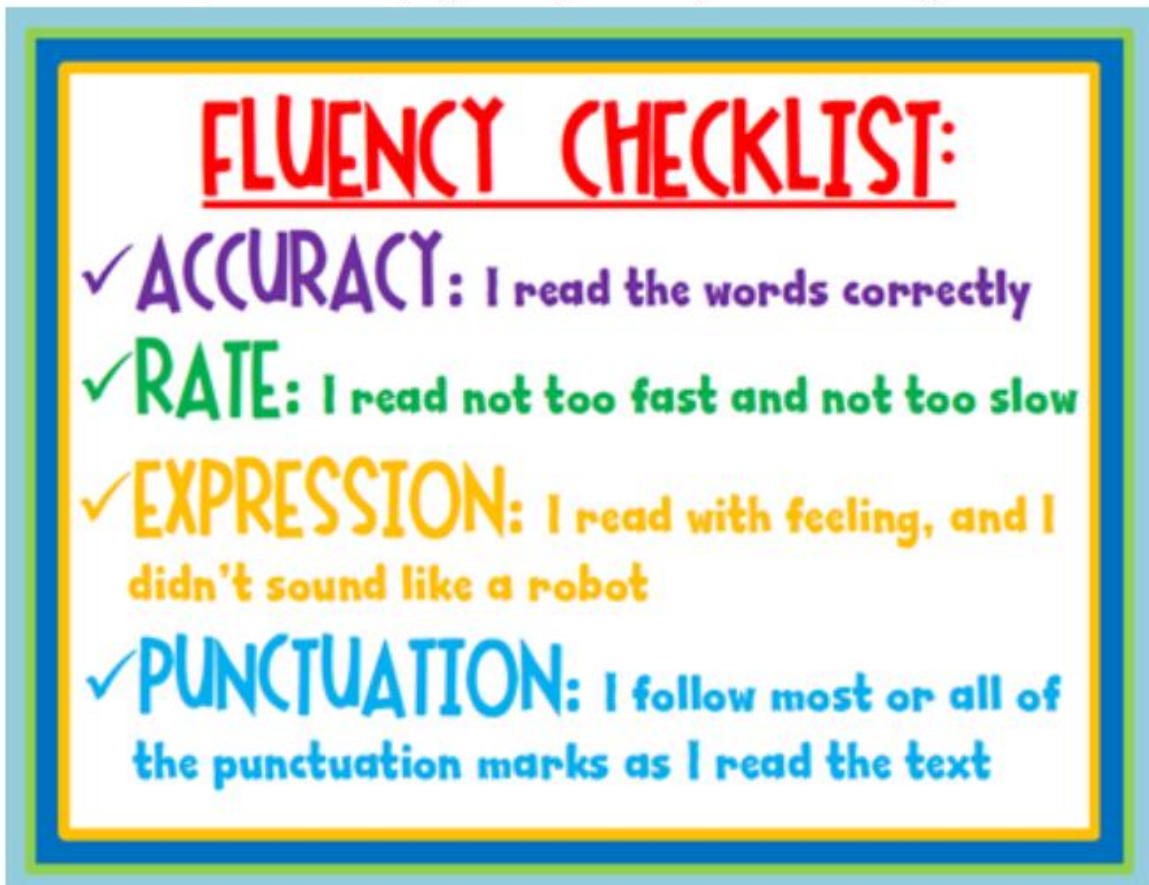 FLUENCY CHECKLIST:
✓ACCURACY: I read the words correctly
✓RATE: I read not too fast and not too slow
✓EXPRESSION: I read with feeling, and I
didn't sound like a robot
✓PUNCTUATION: I follow most or all of
the punctuation marks as I read the text